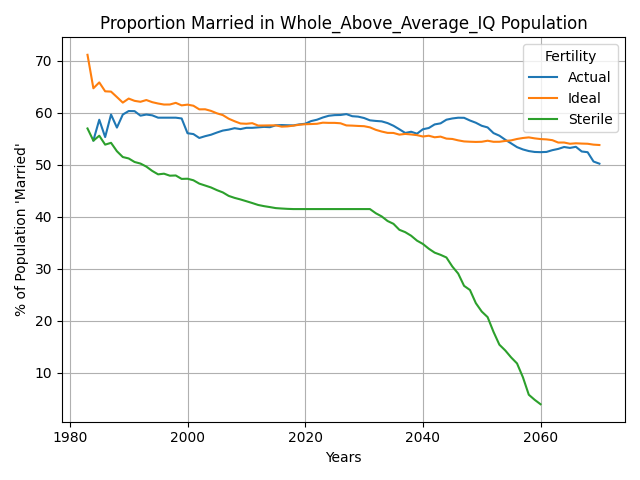 Proportion Married in Whole_Above_Average_IQ Population
% of Population 'Married'
70
60
50
40
30
20
10
1980
2000
2020
2040
2060
Years
Fertility
Actual
Ideal
Sterile